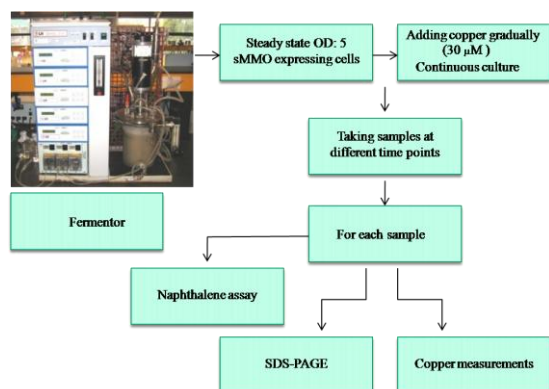 Steady state OD: 5
sMMO expressing cells
Adding copper gradually
(30 µM )
Continuous culture
Taking samples at
different time points
Fermentor
For each sample
Naphthalene assay
SDS-PAGE
Copper measurements